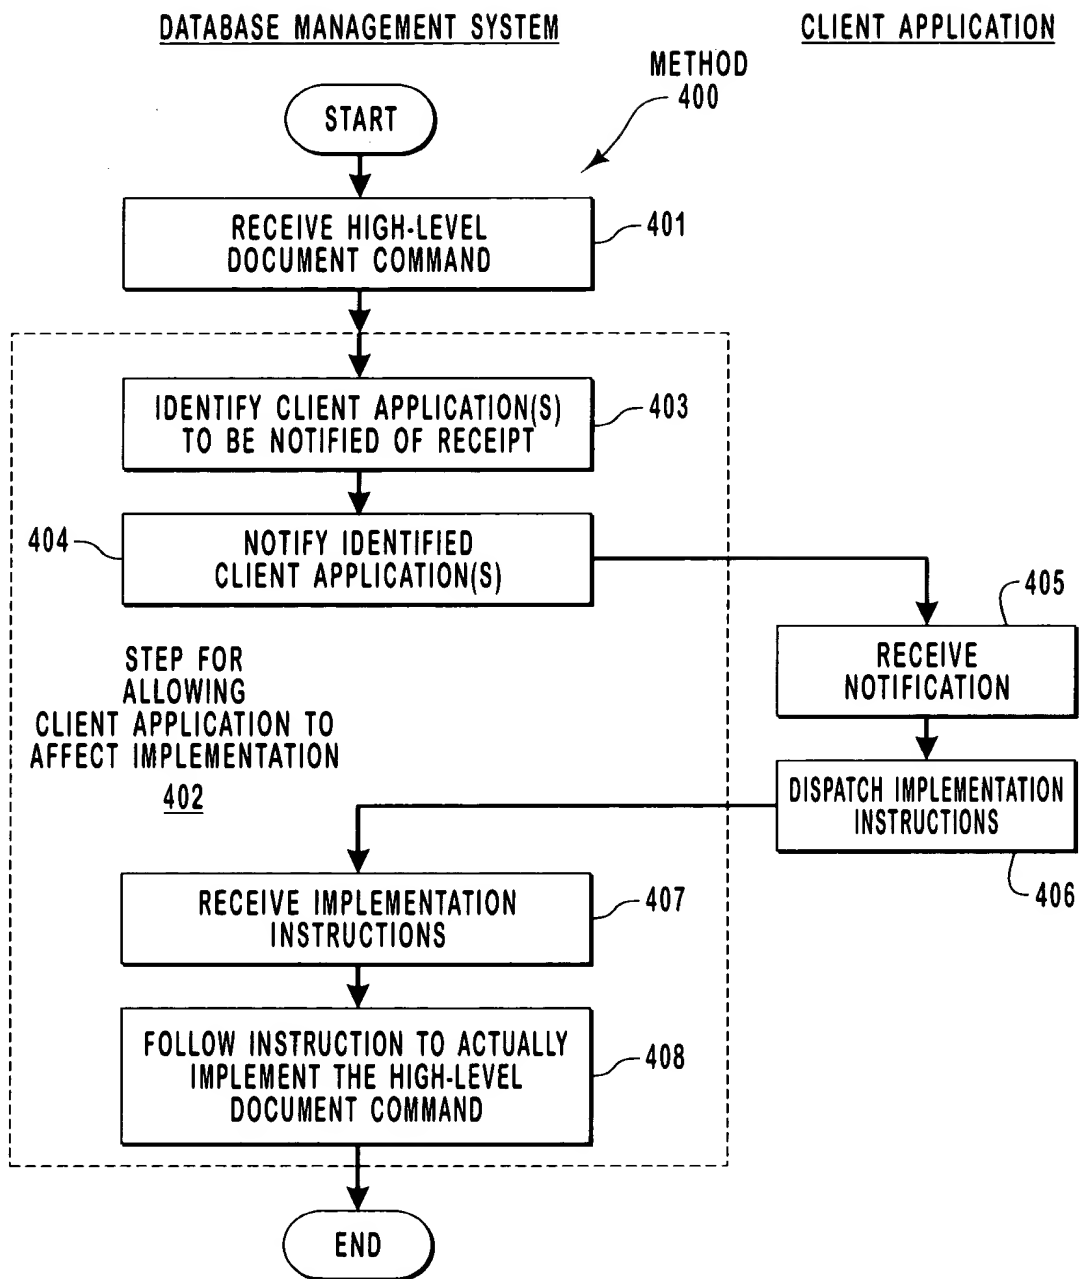 DATABASE MANAGEMENT SYSTEM
CLIENT APPLICATION
METHOD
400
START
RECEIVE HIGH-LEVEL
DOCUMENT COMMAND
401
IDENTIFY CLIENT APPLICATION(S)
TO BE NOTIFIED OF RECEIPT
403
404
NOTIFY IDENTIFIED
CLIENT APPLICATION(S)
405
RECEIVE
NOTIFICATION
STEP FOR
ALLOWING
CLIENT APPLICATION TO
AFFECT IMPLEMENTATION
402
DISPATCH IMPLEMENTATION
INSTRUCTIONS
406
RECEIVE IMPLEMENTATION
INSTRUCTIONS
407
FOLLOW INSTRUCTION TO ACTUALLY
IMPLEMENT THE HIGH-LEVEL
DOCUMENT COMMAND
408
END